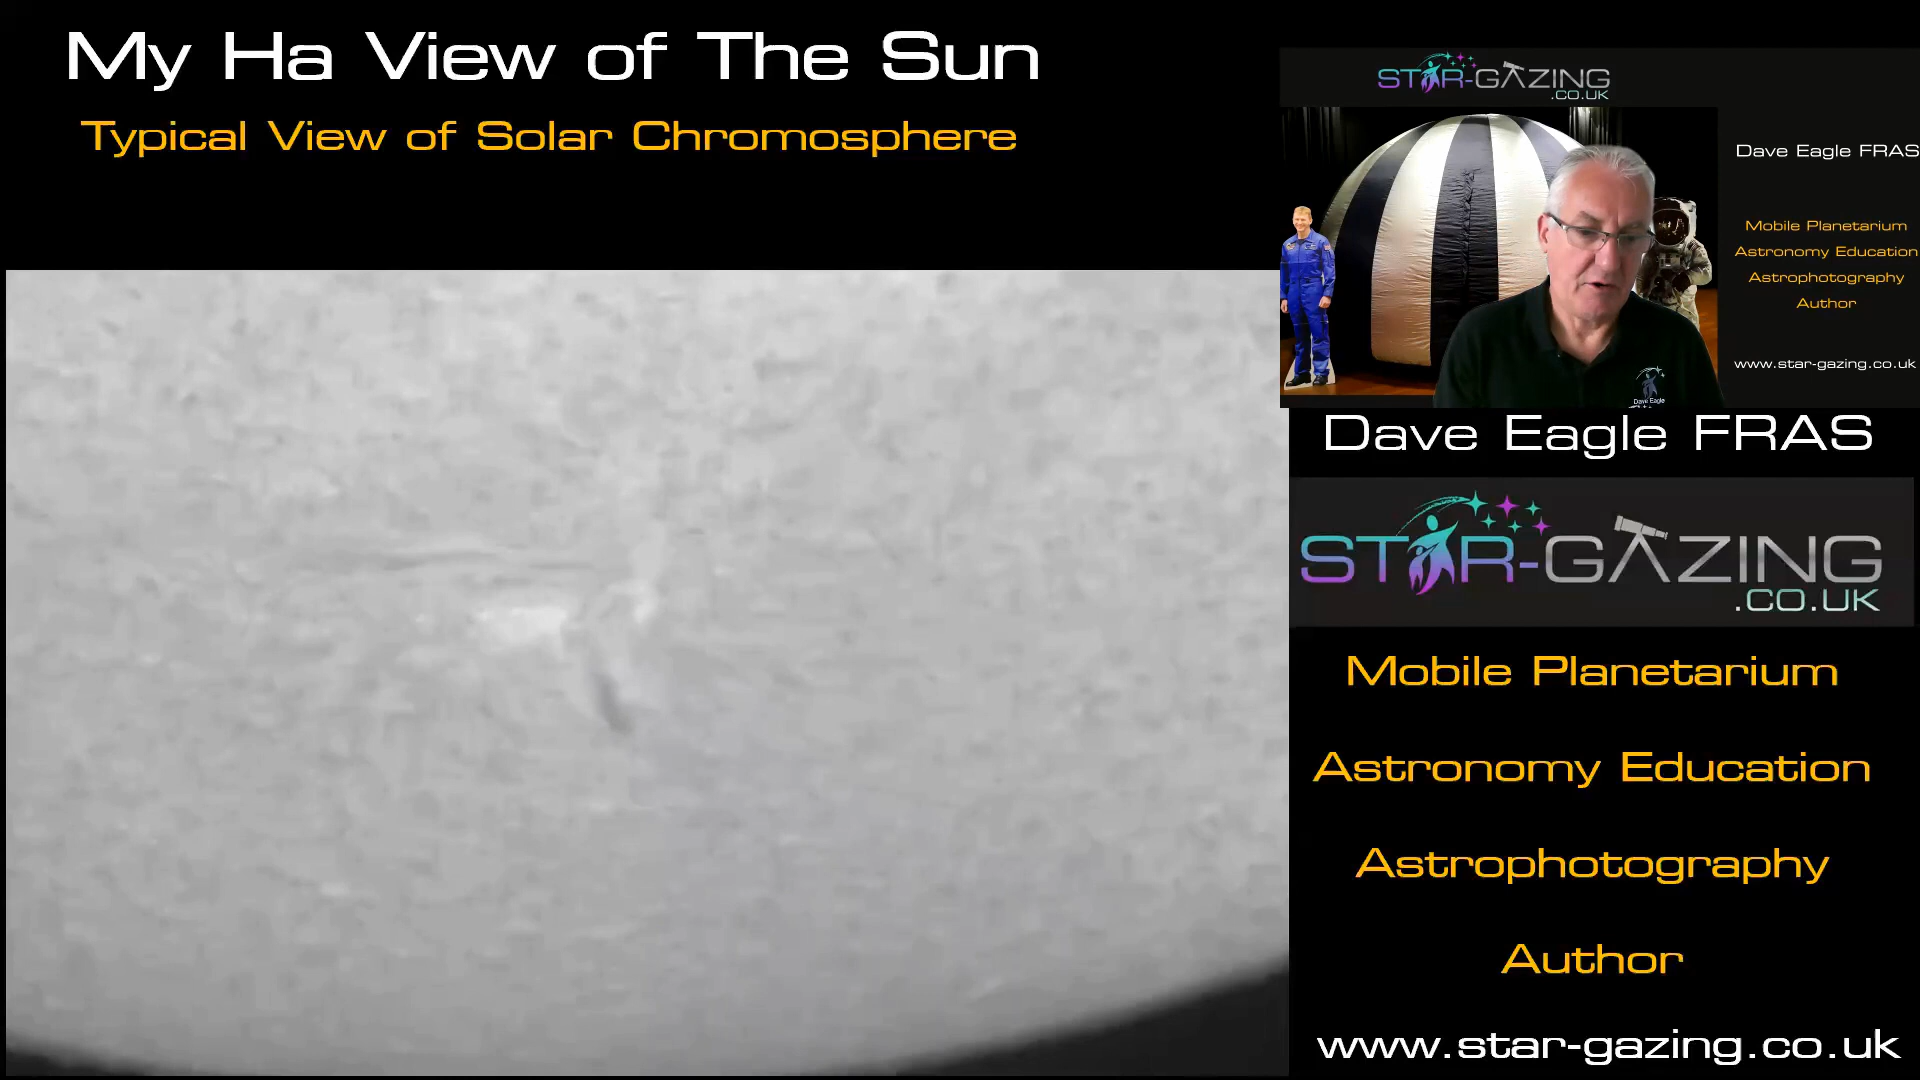 My Ha View of The Sun
Typical View of Solar Chromosphere
STAR-GAZING
.CO.UK
Dave Eagle FRAS
Mobile Planetarium
Astronomy Education
Astrophotography
Author
www.star-gazing.co.uk
Dave Eagle
Dave Eagle FRAS
STAR-GAZING
.CO.UK
Mobile Planetarium
Astronomy Education
Astrophotography
Author
www.star-gazing.co.uk